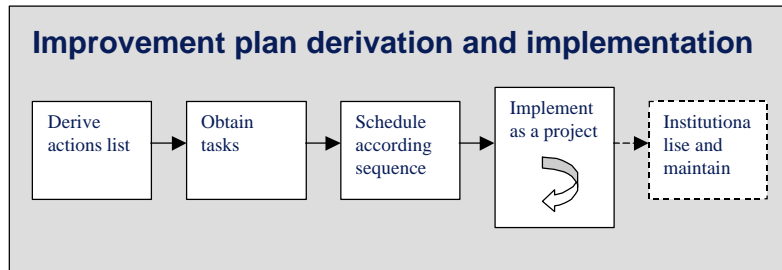 Improvement plan derivation and implementation
Derive
actions list
Obtain
tasks
Schedule
according
sequence
Implement
as a project
Institutiona
lise and
maintain